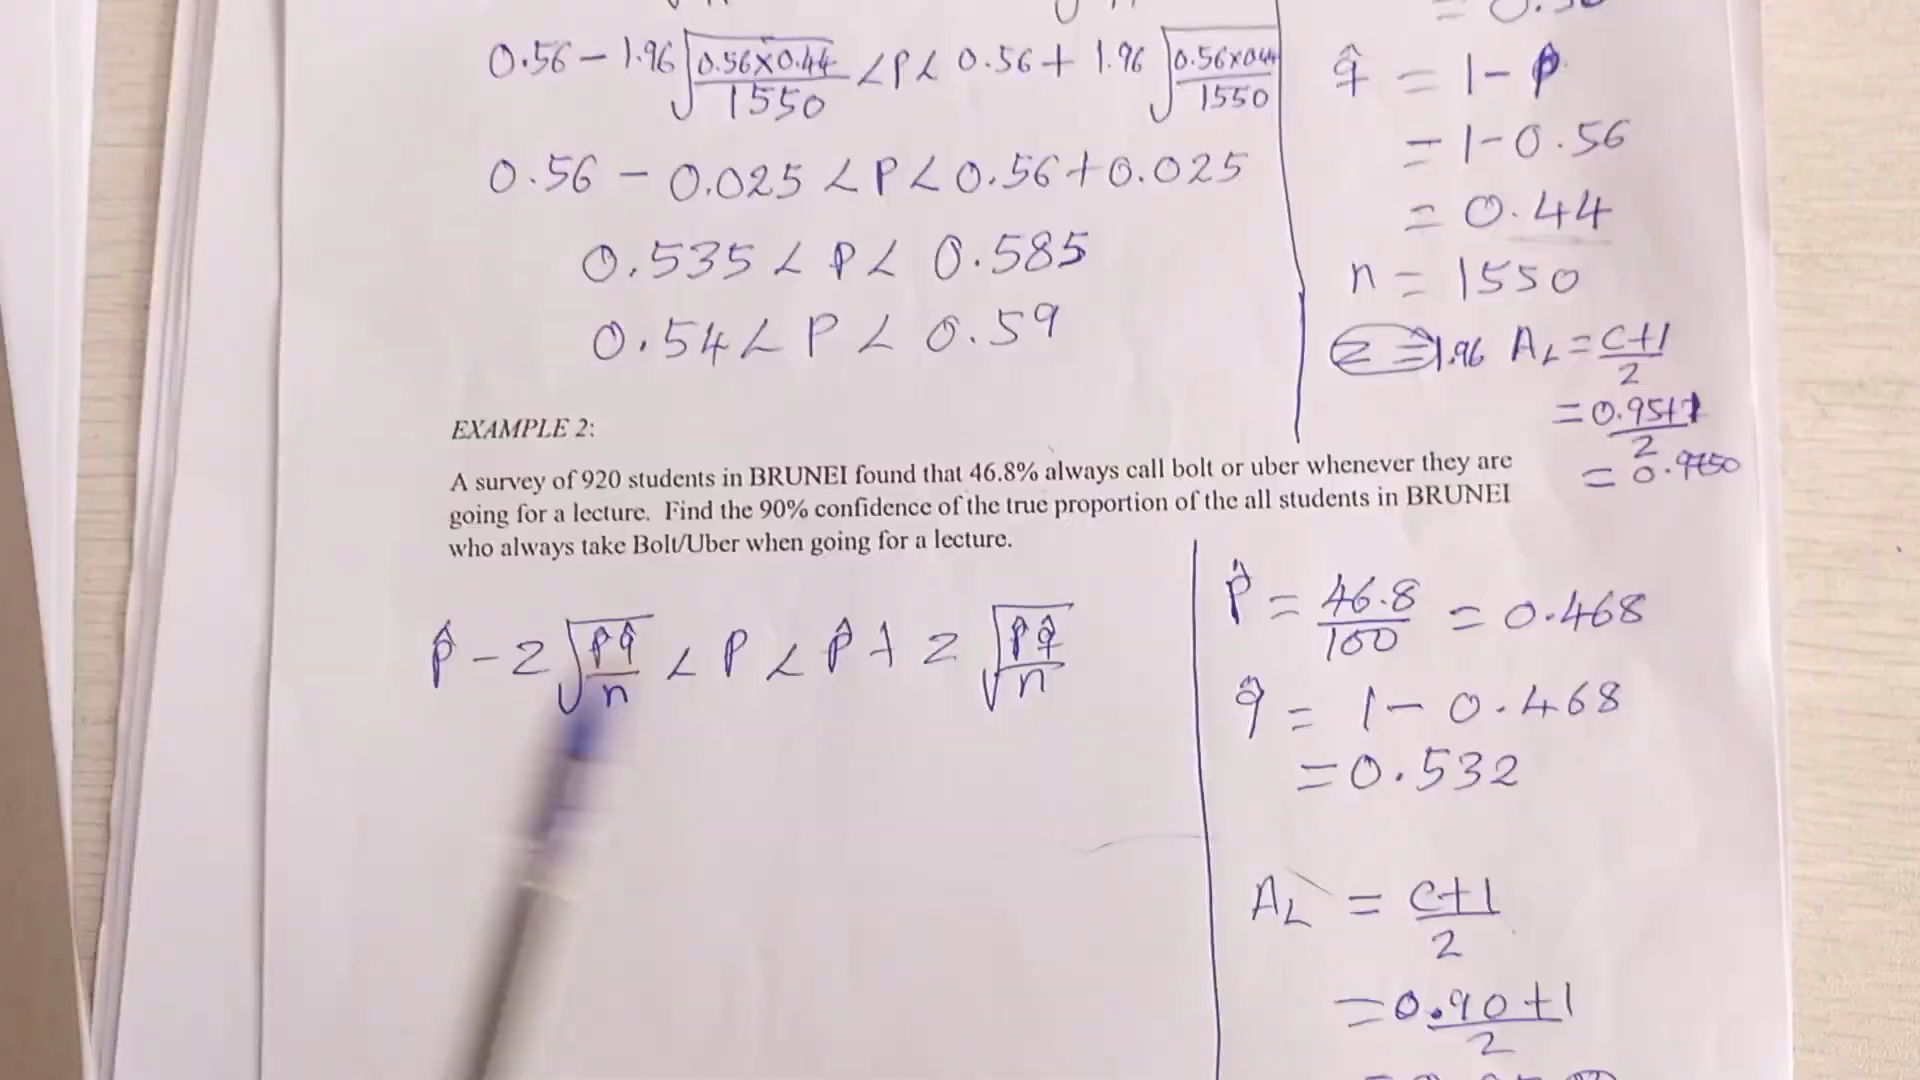 0.56 - 1.96 √(0.56×0.44/1550) < P < 0.56 + 1.96 √(0.56×0.44/1550)
0.56 - 0.025 < P < 0.56 + 0.025
0.535 < P < 0.585
0.54 < P < 0.59
q̂ = 1 - p̂
= 1 - 0.56
= 0.44
n = 1550
z = 1.96 A_L = C+1/2
= 0.95+1/2
= 0.9750
EXAMPLE 2:
A survey of 920 students in BRUNEI found that 46.8% always call bolt or uber whenever they are
going for a lecture. Find the 90% confidence of the true proportion of the all students in BRUNEI
who always take Bolt/Uber when going for a lecture.
p̂ - z √(p̂q̂/n) < P < p̂ + z √(p̂q̂/n)
p̂ = 46.8/100 = 0.468
q̂ = 1 - 0.468
= 0.532
A_L = C+1/2
= 0.90+1/2